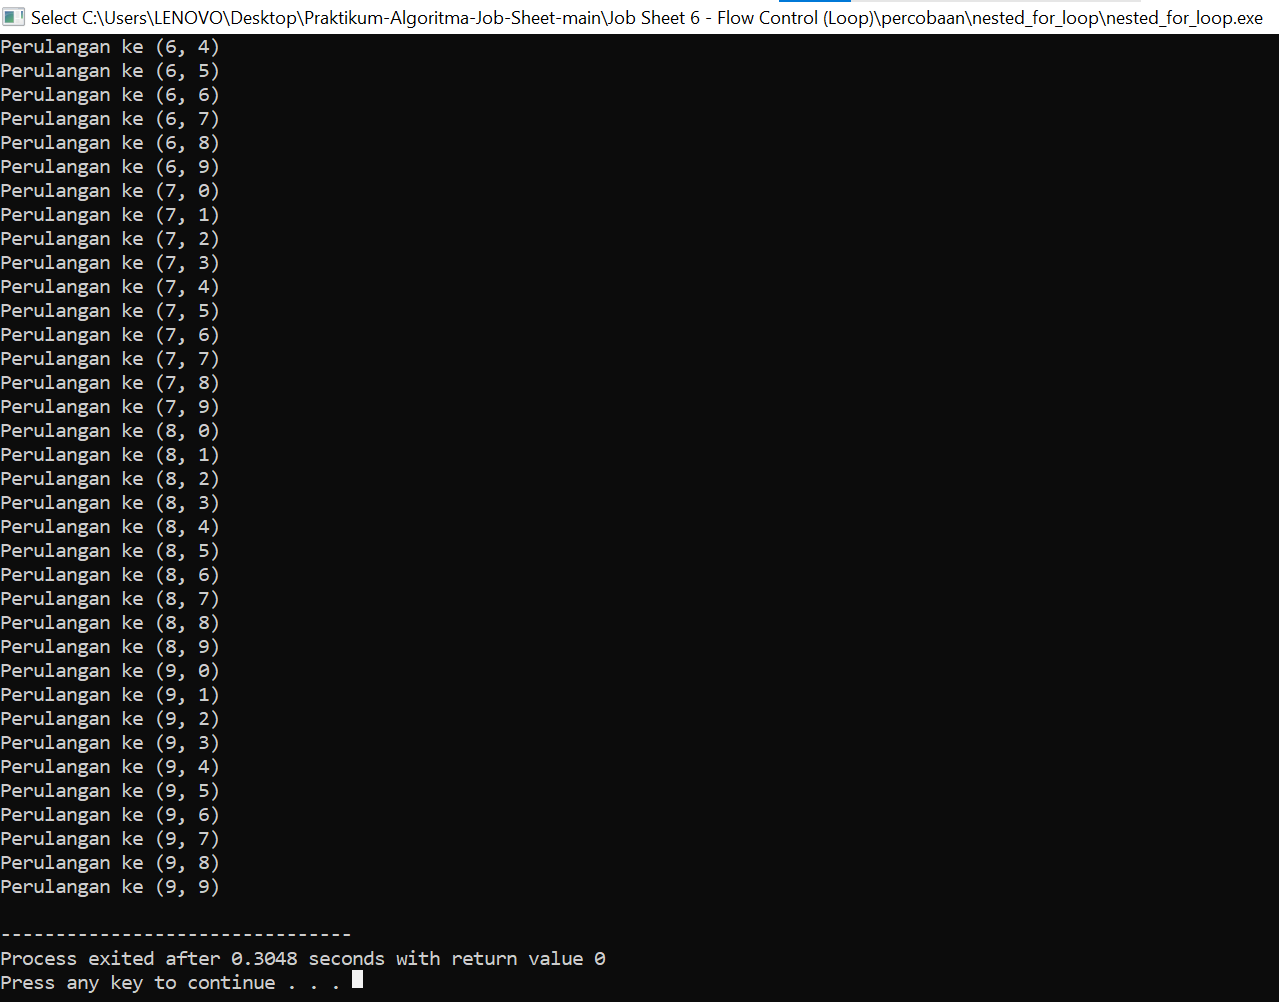 Select C:\Users\LENOVO\Desktop\Praktikum-Algoritma-Job-Sheet-main\Job Sheet 6 - Flow Control (Loop)\percobaan\nested_for_loop\nested_for_loop.exe
Perulangan ke (6, 4)
Perulangan ke (6, 5)
Perulangan ke (6, 6)
Perulangan ke (6, 7)
Perulangan ke (6, 8)
Perulangan ke (6, 9)
Perulangan ke (7, 0)
Perulangan ke (7, 1)
Perulangan ke (7, 2)
Perulangan ke (7, 3)
Perulangan ke (7, 4)
Perulangan ke (7, 5)
Perulangan ke (7, 6)
Perulangan ke (7, 7)
Perulangan ke (7, 8)
Perulangan ke (7, 9)
Perulangan ke (8, 0)
Perulangan ke (8, 1)
Perulangan ke (8, 2)
Perulangan ke (8, 3)
Perulangan ke (8, 4)
Perulangan ke (8, 5)
Perulangan ke (8, 6)
Perulangan ke (8, 7)
Perulangan ke (8, 8)
Perulangan ke (8, 9)
Perulangan ke (9, 0)
Perulangan ke (9, 1)
Perulangan ke (9, 2)
Perulangan ke (9, 3)
Perulangan ke (9, 4)
Perulangan ke (9, 5)
Perulangan ke (9, 6)
Perulangan ke (9, 7)
Perulangan ke (9, 8)
Perulangan ke (9, 9)
--------------------------------
Process exited after 0.3048 seconds with return value 0
Press any key to continue . . .